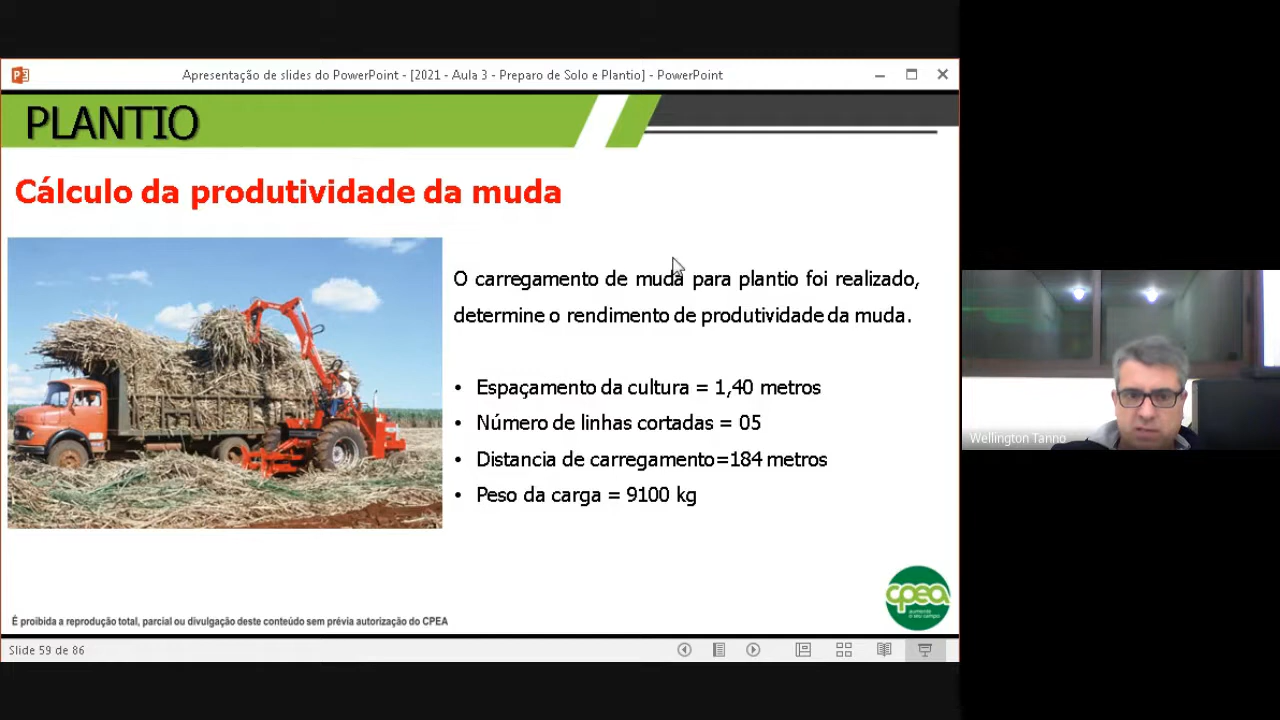 Apresentação de slides do PowerPoint - [2021 - Aula 3 - Preparo de Solo e Plantio] - PowerPoint
PLANTIO
Cálculo da produtividade da muda
O carregamento de muda para plantio foi realizado,
determine o rendimento de produtividade da muda.
• Espaçamento da cultura = 1,40 metros
• Número de linhas cortadas = 05
• Distancia de carregamento=184 metros
• Peso da carga = 9100 kg
Wellington Tanno
cpea
aumente
o seu campo
É proibida a reprodução total, parcial ou divulgação deste conteúdo sem prévia autorização do CPEA
Slide 59 de 86